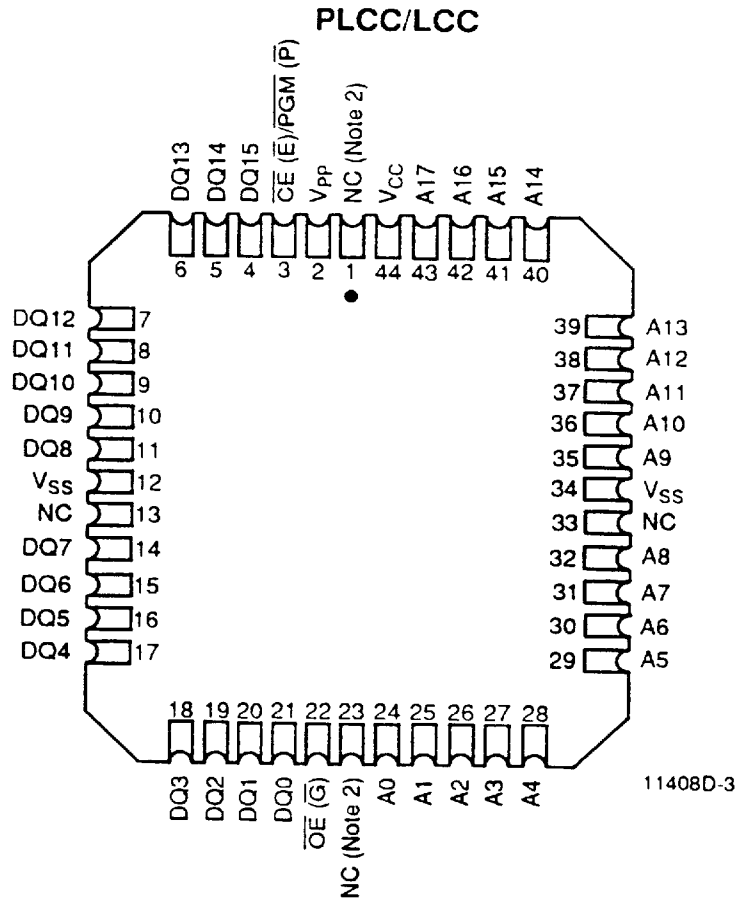 PLCC/LCC
DQ13
DQ14
DQ15
C̅E̅ (E̅)/P̅G̅M̅ (P̅)
VPP
NC (Note 2)
VCC
A17
A16
A15
A14
6 5 4 3 2 1 44 43 42 41 40
DQ12 7
DQ11 8
DQ10 9
DQ9 10
DQ8 11
VSS 12
NC 13
DQ7 14
DQ6 15
DQ5 16
DQ4 17
39 A13
38 A12
37 A11
36 A10
35 A9
34 VSS
33 NC
32 A8
31 A7
30 A6
29 A5
18 19 20 21 22 23 24 25 26 27 28
DQ3
DQ2
DQ1
DQ0
O̅E̅ (G̅)
NC (Note 2)
A0
A1
A2
A3
A4
11408D-3